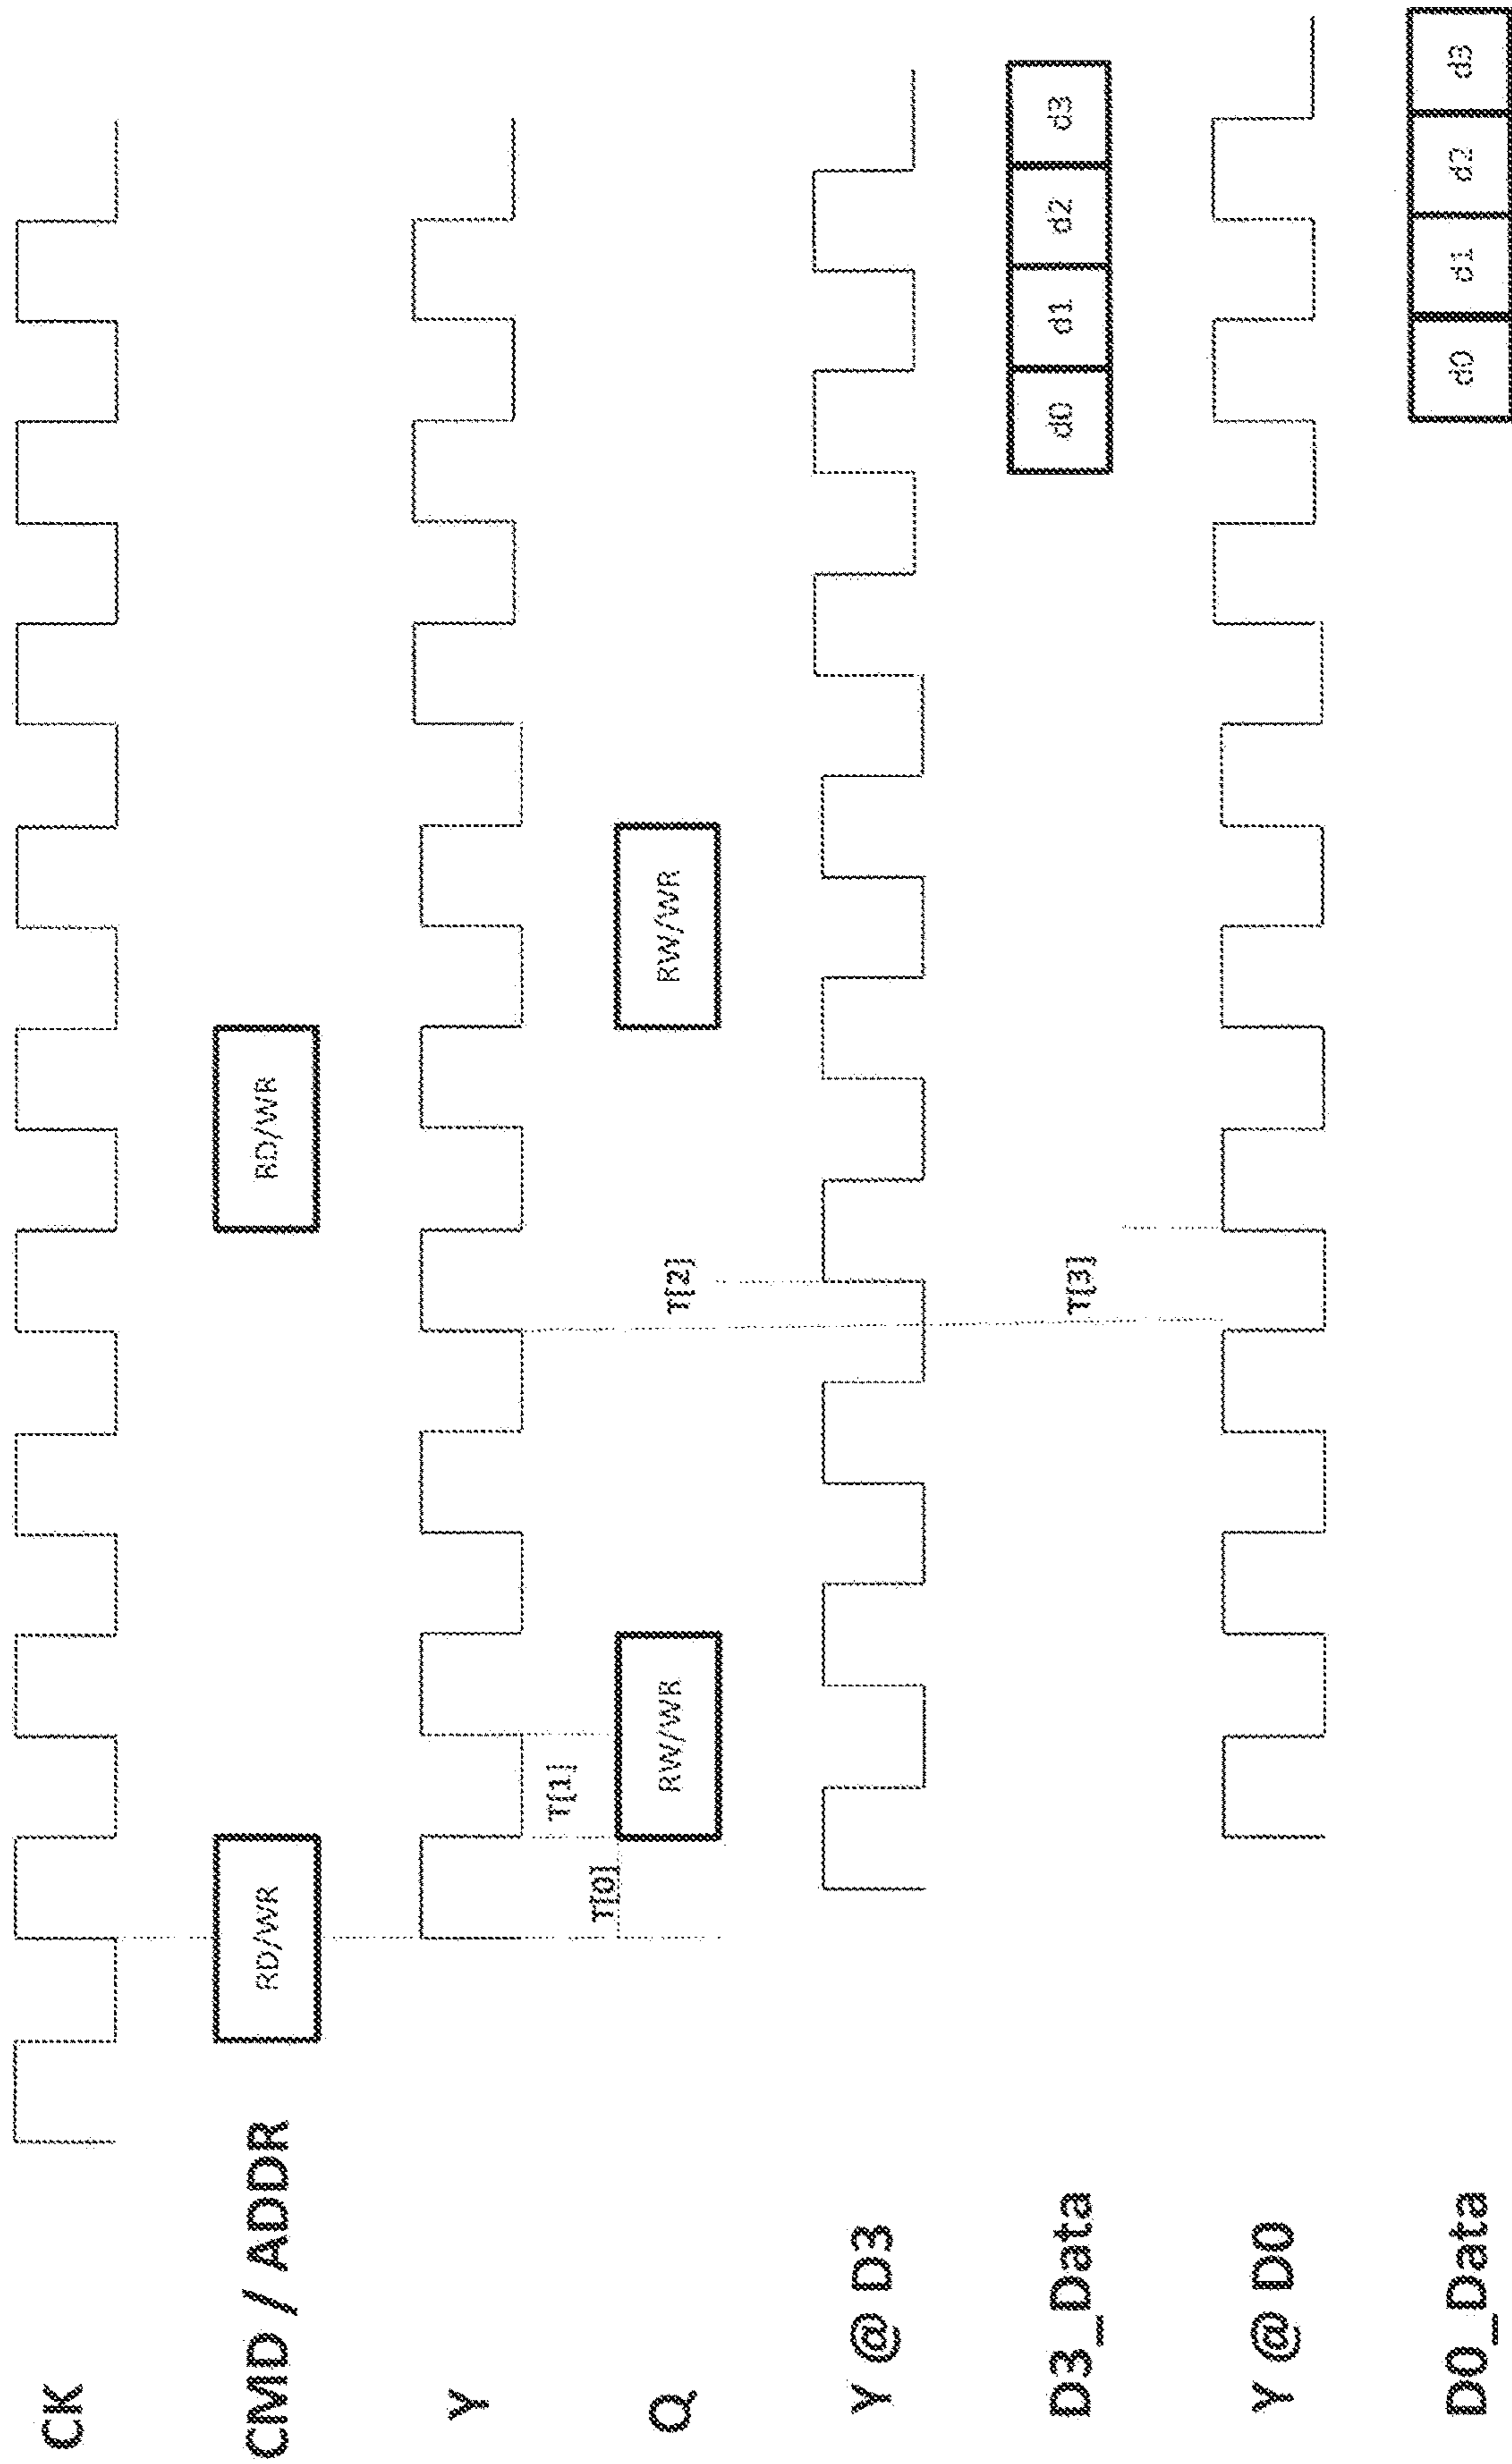 CK
CMD / ADDR RD/WR RD/WR
Y
T[0] T[1]
Q RW/WR RW/WR
T[2]
Y @ D3
D3_Data d0 d1 d2 d3
T[3]
Y @ D0
D0_Data d0 d1 d2 d3